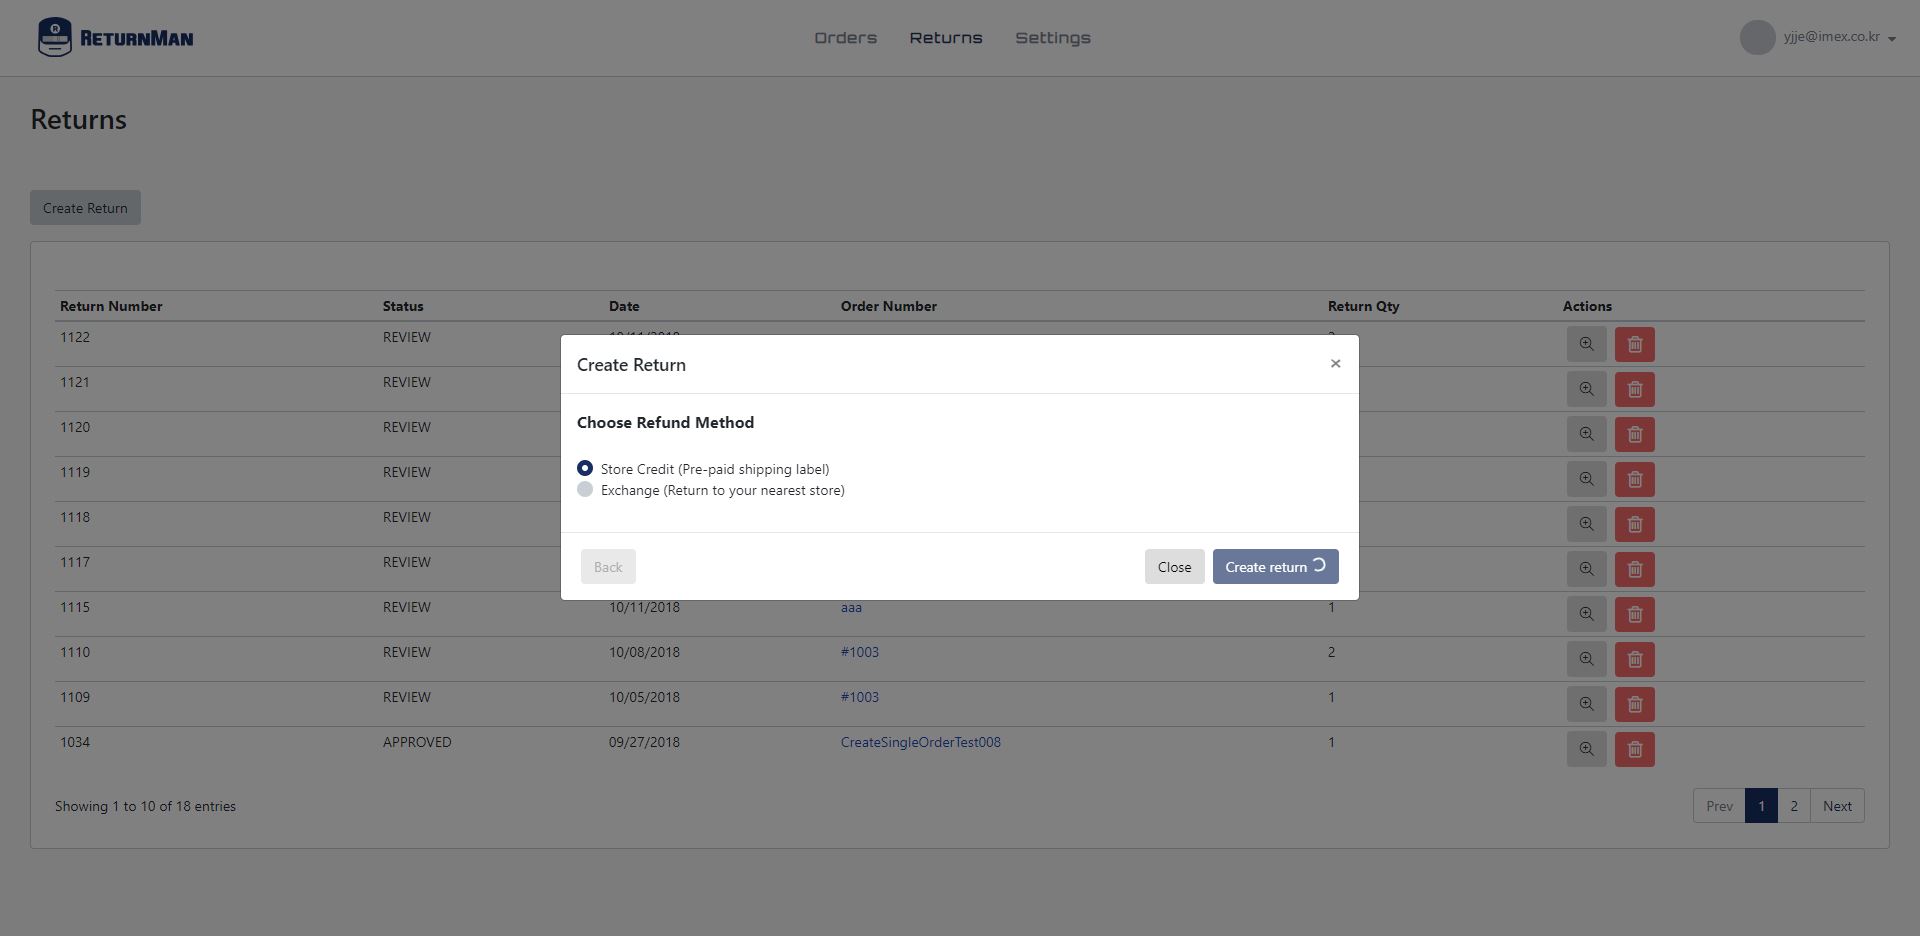 R
RETURNMAN
Orders
Returns
Settings
yjje@imex.co.kr
Returns
Create Return
Return Number Status Date Order Number Return Qty Actions
1122 REVIEW
1121 REVIEW
1120 REVIEW
1119 REVIEW
1118 REVIEW
1117 REVIEW
1115 REVIEW 10/11/2018 aaa 1
1110 REVIEW 10/08/2018 #1003 2
1109 REVIEW 10/05/2018 #1003 1
1034 APPROVED 09/27/2018 CreateSingleOrderTest008 1
Showing 1 to 10 of 18 entries
Prev 1 2 Next
Create Return
×
Choose Refund Method
Store Credit (Pre-paid shipping label)
Exchange (Return to your nearest store)
Back
Close
Create return